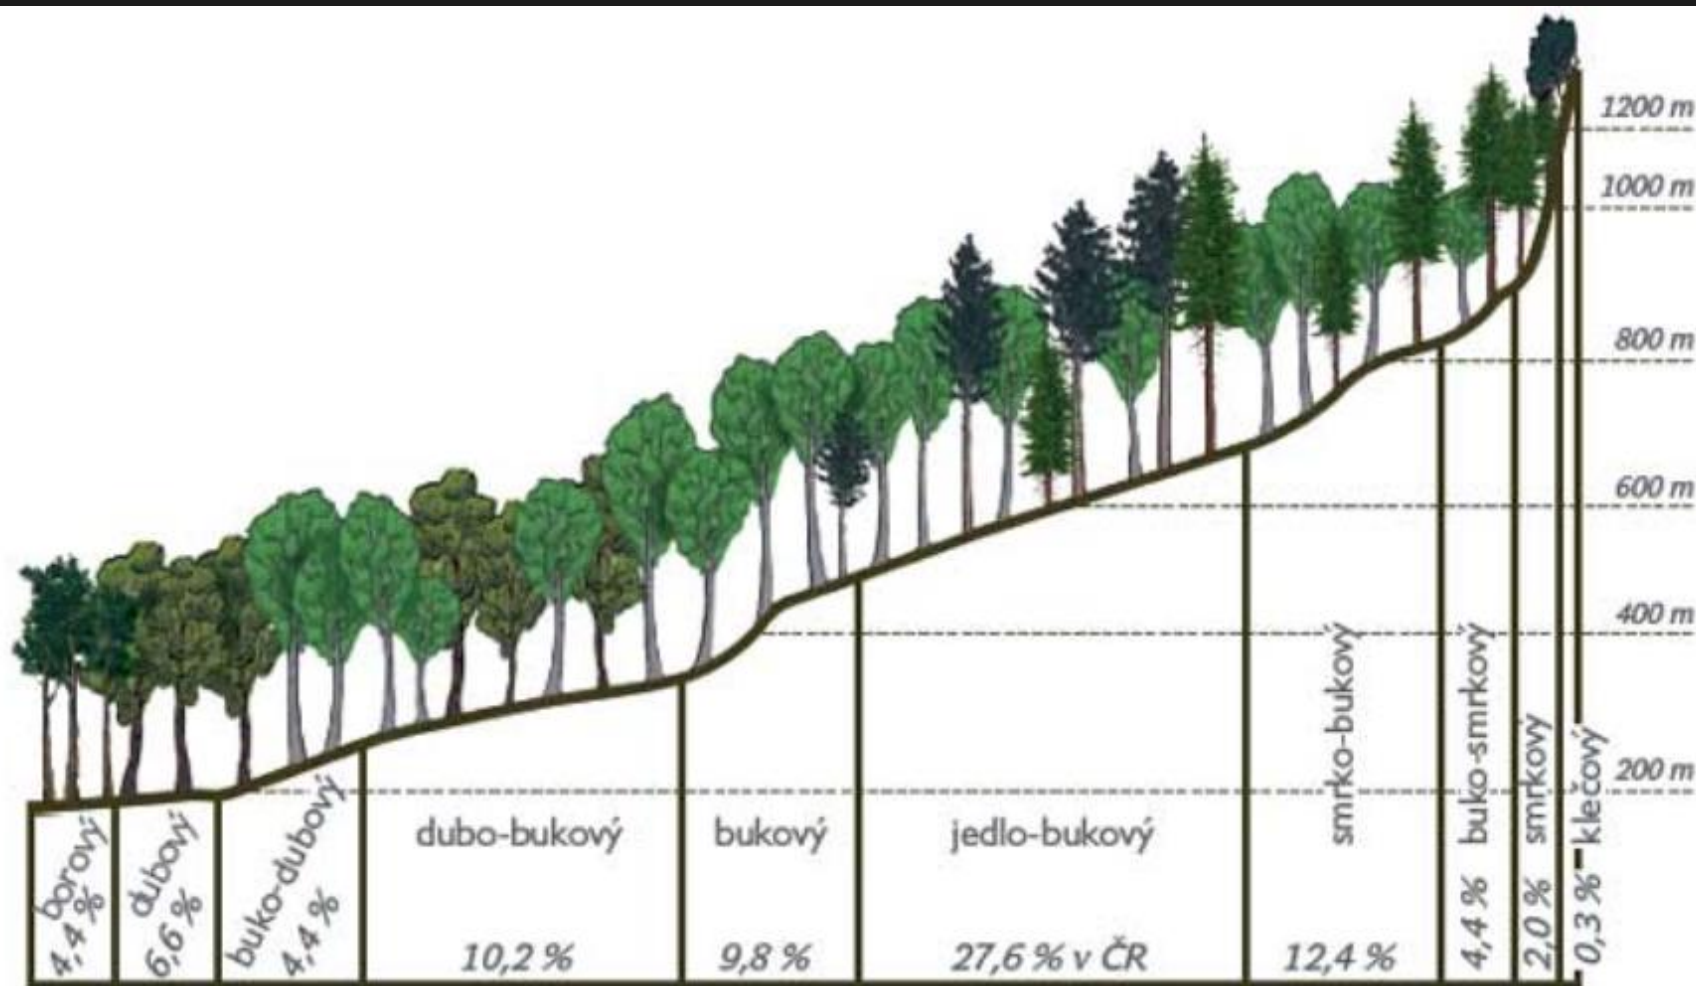 1200 m
1000 m
800 m
600 m
400 m
200 m
borový
4,4 %
dubový
6,6 %
buko-dubový
4,4 %
dubo-bukový
10,2 %
bukový
9,8 %
jedlo-bukový
27,6 % v ČR
smrko-bukový
12,4 %
buko-smrkový
4,4 %
smrkový
2,0 %
klečový
0,3 %